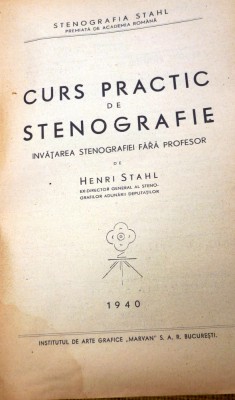 STENOGRAFIA STAHL
PREMIATĂ DE ACADEMIA ROMÂNĂ
CURS PRACTIC
DE
STENOGRAFIE
INVĂȚAREA STENOGRAFIEI FĂRĂ PROFESOR
DE
HENRI STAHL
EX-DIRECTOR GENERAL AL STENO-
GRAFILOR ADUNĂRII DEPUTAȚILOR
1940
INSTITUTUL DE ARTE GRAFICE „MARVAN” S. A. R. BUCUREȘTI.